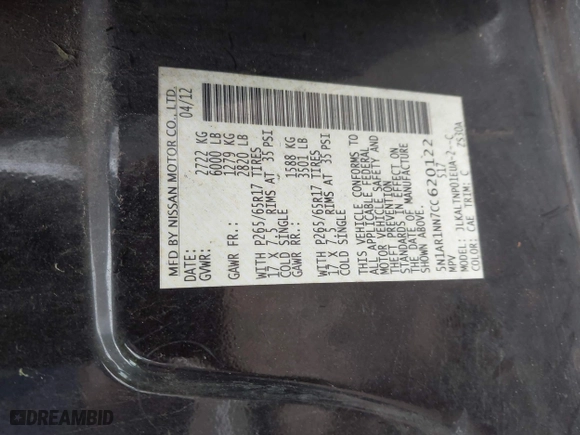 MFD BY NISSAN MOTOR CO., LTD.
04/12
DATE:
GVWR: 2722 KG
6000 LB
GAWR FR.: 1279 KG
2820 LB
WITH P265/65R17 TIRES
17 X 7.5 RIMS AT 35 PSI
COLD SINGLE
GAWR RR.: 1588 KG
3501 LB
WITH P265/65R17 TIRES
17 X 7.5 RIMS AT 35 PSI
COLD SINGLE
THIS VEHICLE CONFORMS TO
ALL APPLICABLE FEDERAL
MOTOR VEHICLE SAFETY AND
THEFT PREVENTION
STANDARDS IN EFFECT ON
THE DATE OF MANUFACTURE
SHOWN ABOVE.
5N1AR1NN7CC620122
MPV S17
MODEL: JLKALTNP01EUA-J-C
COLOR: CAE TRIM: C Z530A
DREAMBID